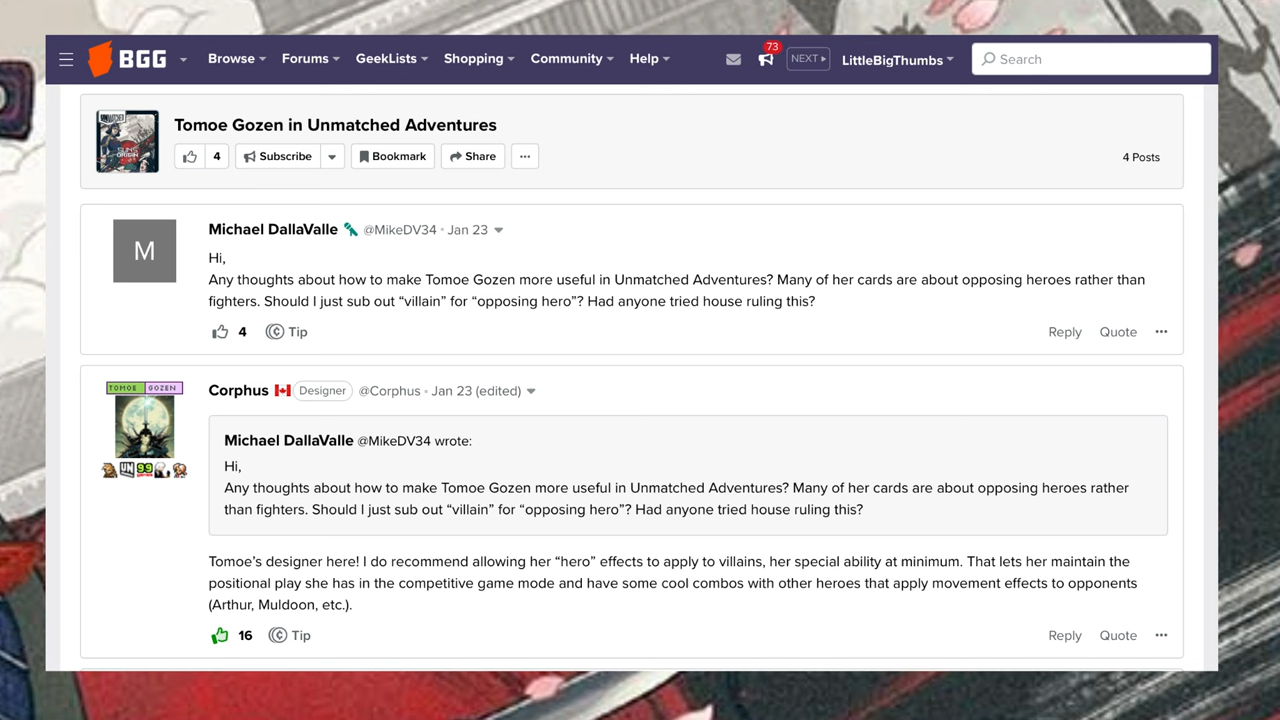 BGG
Browse
Forums
GeekLists
Shopping
Community
Help
73
NEXT
LittleBigThumbs
Search
UNMATCHED
SUN'S
ORIGIN
Tomoe Gozen in Unmatched Adventures
4
Subscribe
Bookmark
Share
4 Posts
M
Michael DallaValle @MikeDV34 • Jan 23
Hi,
Any thoughts about how to make Tomoe Gozen more useful in Unmatched Adventures? Many of her cards are about opposing heroes rather than
fighters. Should I just sub out “villain” for “opposing hero”? Had anyone tried house ruling this?
4 Tip
Reply Quote
TOMOE GOZEN
UN 99
Corphus Designer @Corphus • Jan 23 (edited)
Michael DallaValle @MikeDV34 wrote:
Hi,
Any thoughts about how to make Tomoe Gozen more useful in Unmatched Adventures? Many of her cards are about opposing heroes rather
than fighters. Should I just sub out “villain” for “opposing hero”? Had anyone tried house ruling this?
Tomoe’s designer here! I do recommend allowing her “hero” effects to apply to villains, her special ability at minimum. That lets her maintain the
positional play she has in the competitive game mode and have some cool combos with other heroes that apply movement effects to opponents
(Arthur, Muldoon, etc.).
16 Tip
Reply Quote